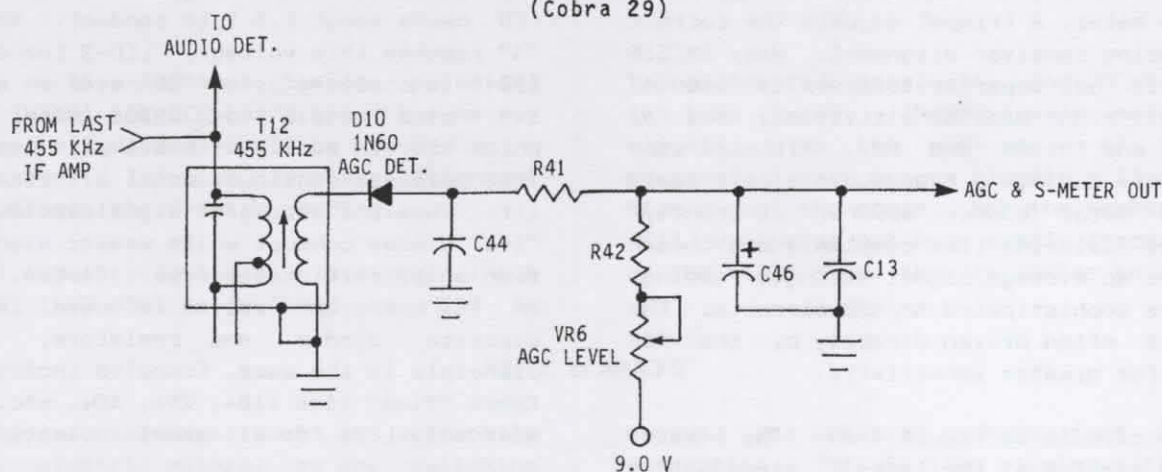 (Cobra 29)
TO
AUDIO DET.
FROM LAST
455 KHz
IF AMP
T12
455 KHz
D10
1N60
AGC DET.
R41
AGC & S-METER OUT
C44
R42
+
C46
C13
VR6
AGC LEVEL
9.0 V